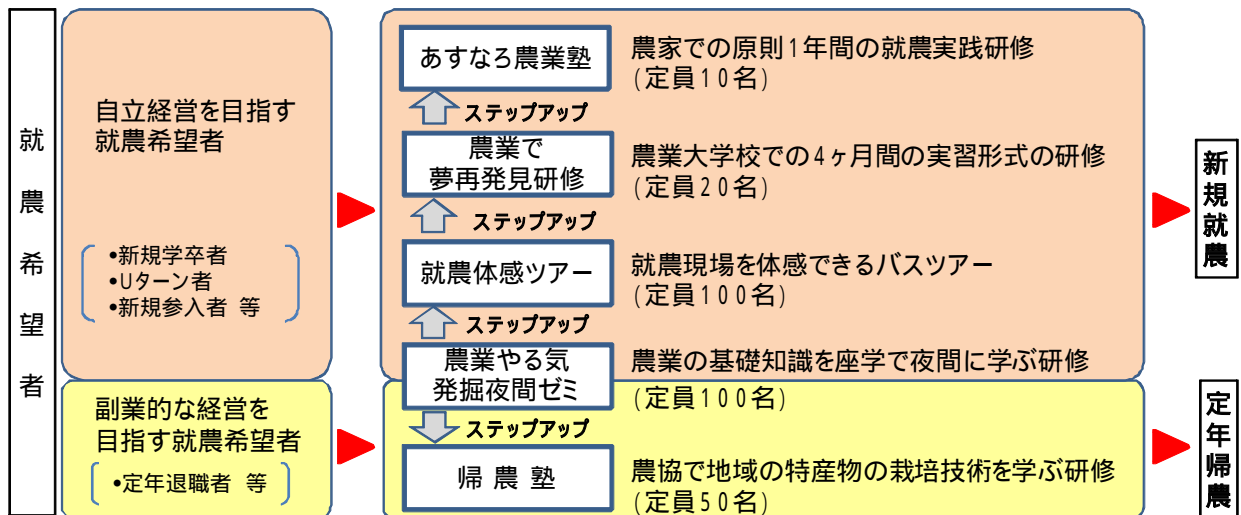 就農希望者
自立経営を目指す
就農希望者
•新規学卒者
•Uターン者
•新規参入者 等
副業的な経営を
目指す就農希望者
•定年退職者 等
あすなろ農業塾
農家での原則1年間の就農実践研修
(定員10名)
ステップアップ
農業で
夢再発見研修
農業大学校での4ヶ月間の実習形式の研修
(定員20名)
ステップアップ
就農体感ツアー
就農現場を体感できるバスツアー
(定員100名)
ステップアップ
農業やる気
発掘夜間ゼミ
農業の基礎知識を座学で夜間に学ぶ研修
(定員100名)
ステップアップ
帰農塾
農協で地域の特産物の栽培技術を学ぶ研修
(定員50名)
新規就農
定年帰農